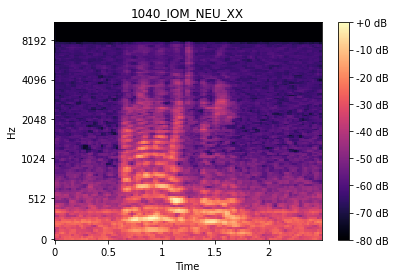 1040_IOM_NEU_XX
+0 dB
8192
-10 dB
4096
-20 dB
-30 dB
Hz
2048
-40 dB
1024
-50 dB
-60 dB
512
-70 dB
0
-80 dB
0 0.5 1 1.5 2
Time